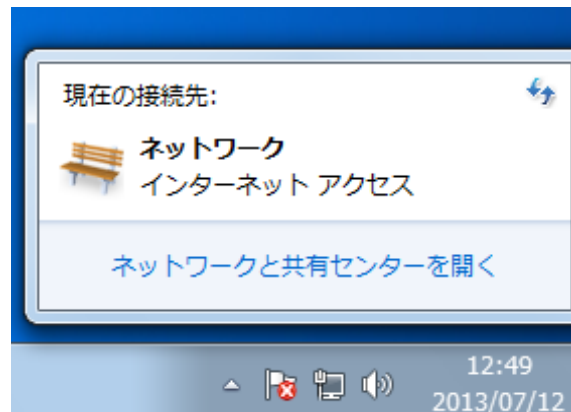 現在の接続先:
ネットワーク
インターネット アクセス
ネットワークと共有センターを開く
12:49
2013/07/12